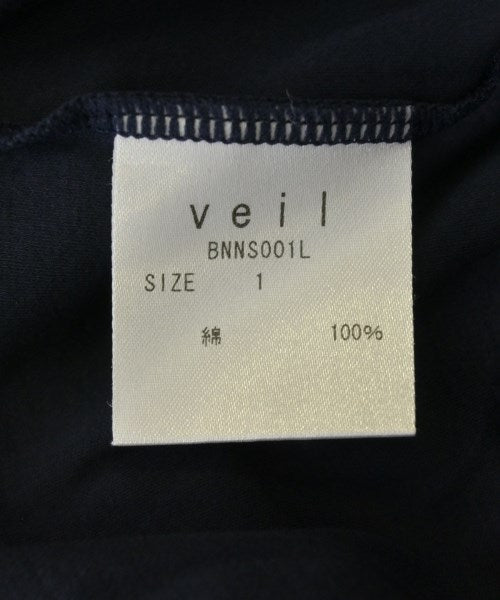 veil
BNNS001L
SIZE 1
綿 100%